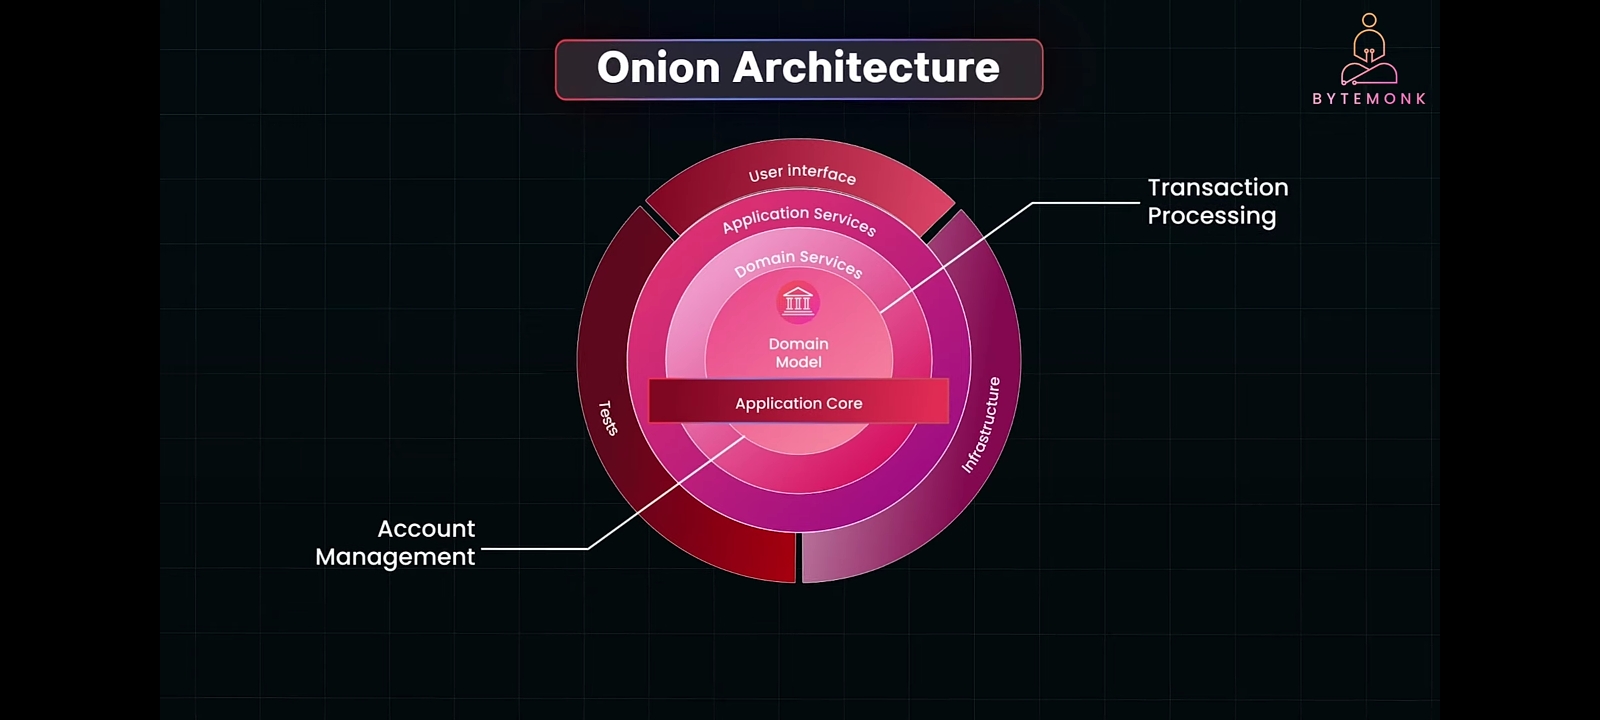 Onion Architecture
BYTEMONK
User interface
Transaction
Processing
Application Services
Domain Services
Domain
Model
Application Core
Tests
Infrastructure
Account
Management